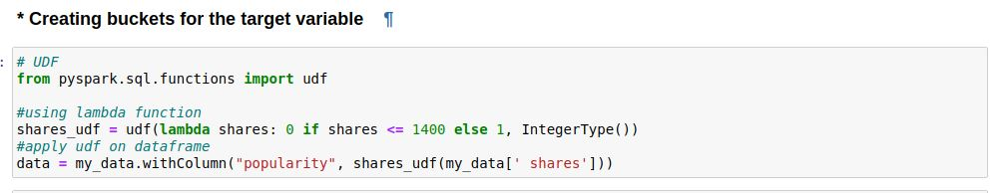 * Creating buckets for the target variable ¶
:
# UDF
from pyspark.sql.functions import udf
#using lambda function
shares_udf = udf(lambda shares: 0 if shares <= 1400 else 1, IntegerType())
#apply udf on dataframe
data = my_data.withColumn("popularity", shares_udf(my_data[' shares']))